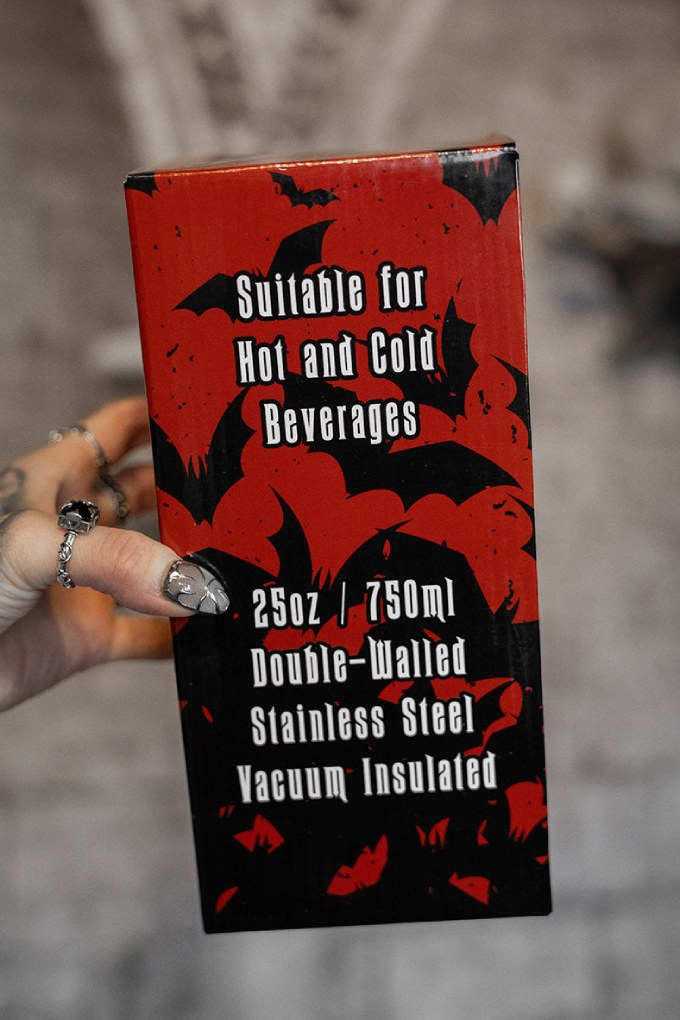 Suitable for
Hot and Cold
Beverages
25oz / 750ml
Double-Walled
Stainless Steel
Vacuum Insulated